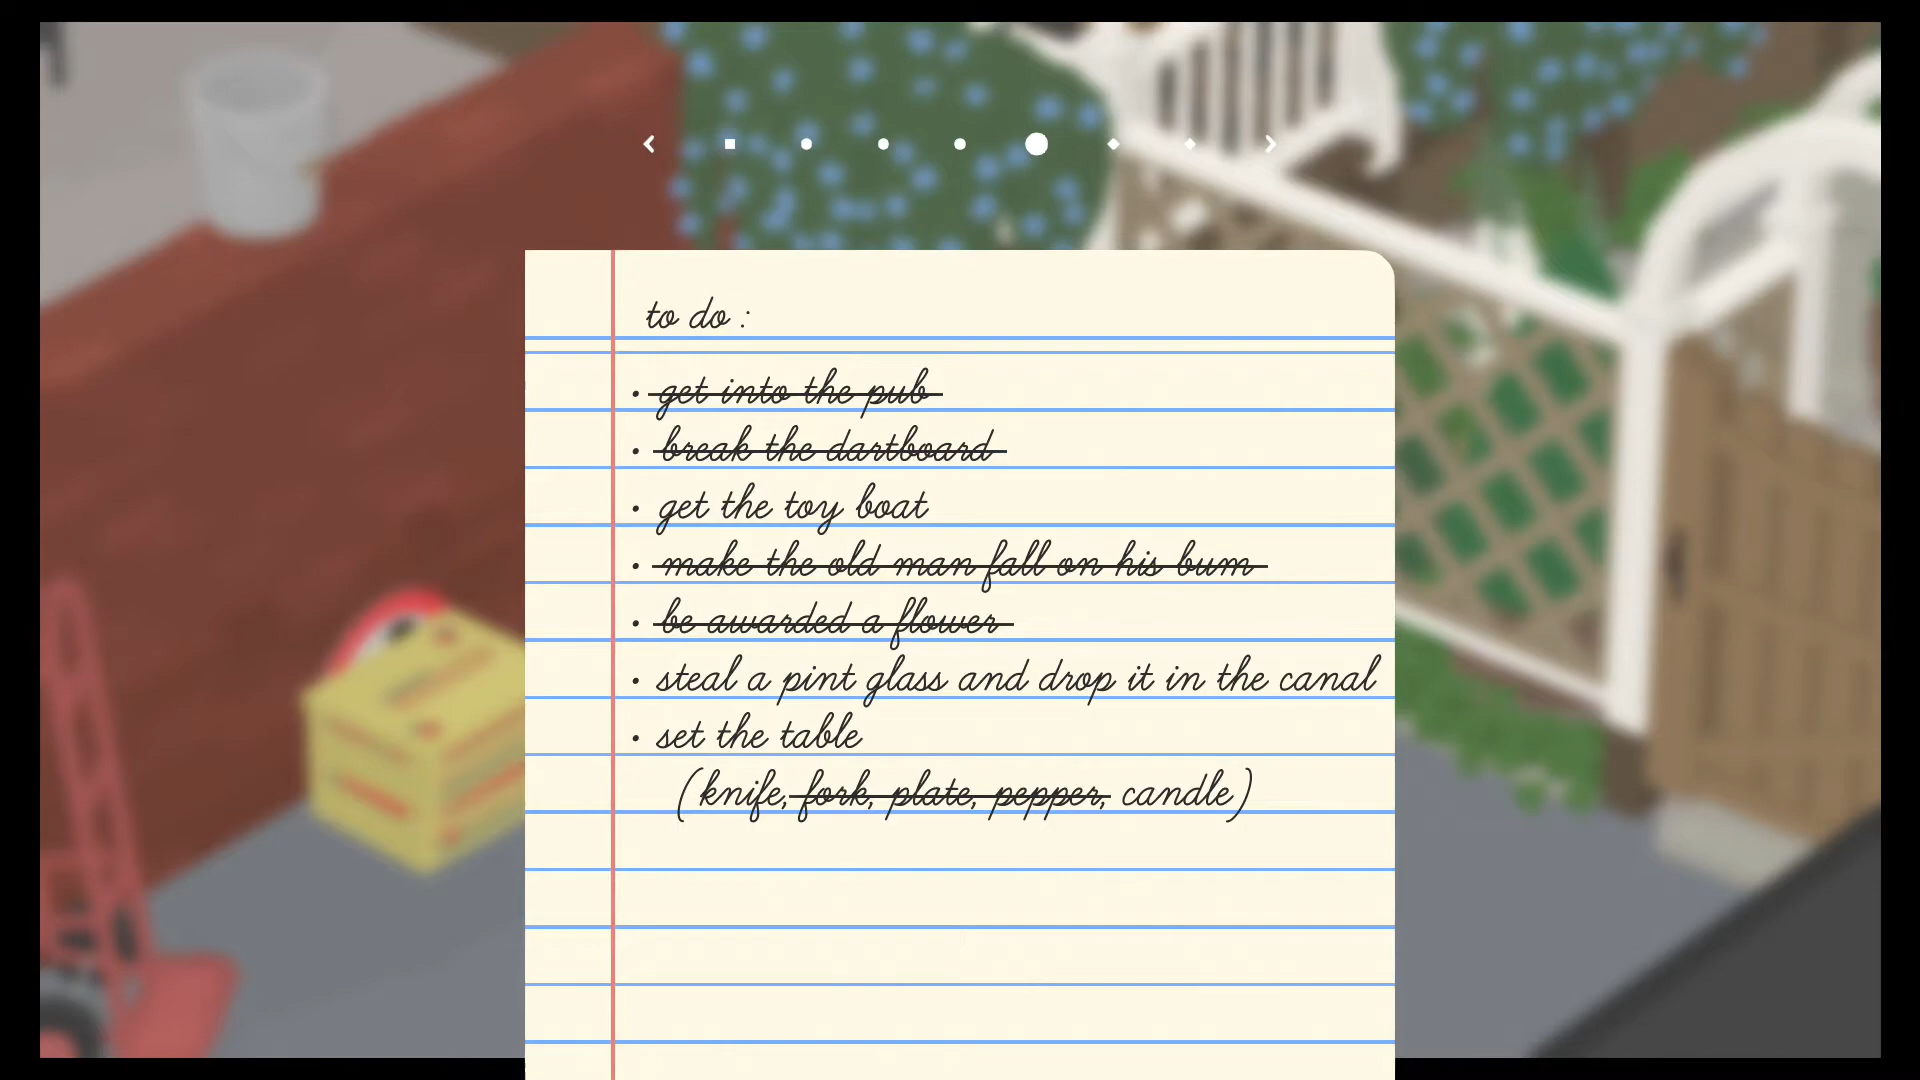 to do :
• get into the pub
• break the dartboard
• get the toy boat
• make the old man fall on his bum
• be awarded a flower
• steal a pint glass and drop it in the canal
• set the table
(knife, fork, plate, pepper, candle)